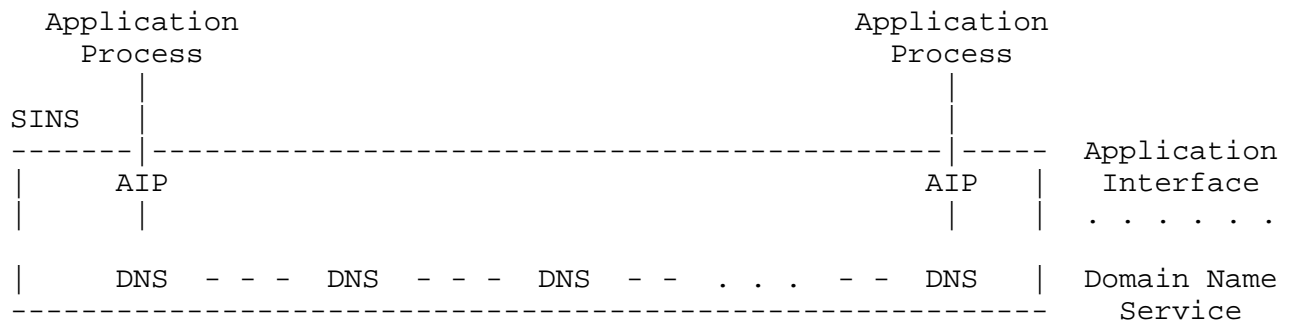 Application                                     Application
  Process                                         Process
     |                                               |
SINS |                                               |
-------|-----------------------------------------------|----- Application
|     AIP                                             AIP    |  Interface
|      |                                               |     | . . . . . .
|     DNS - - - DNS - - - DNS - - . . . - - DNS   | Domain Name
------------------------------------------------------------- Service